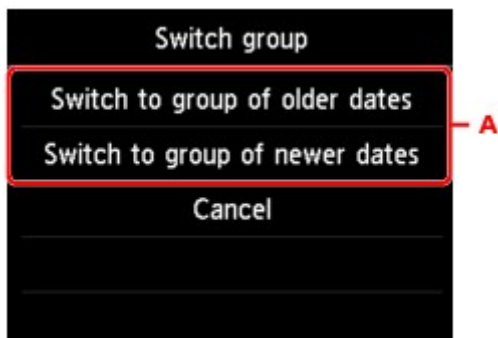 Switch group
Switch to group of older dates
A
Switch to group of newer dates
Cancel